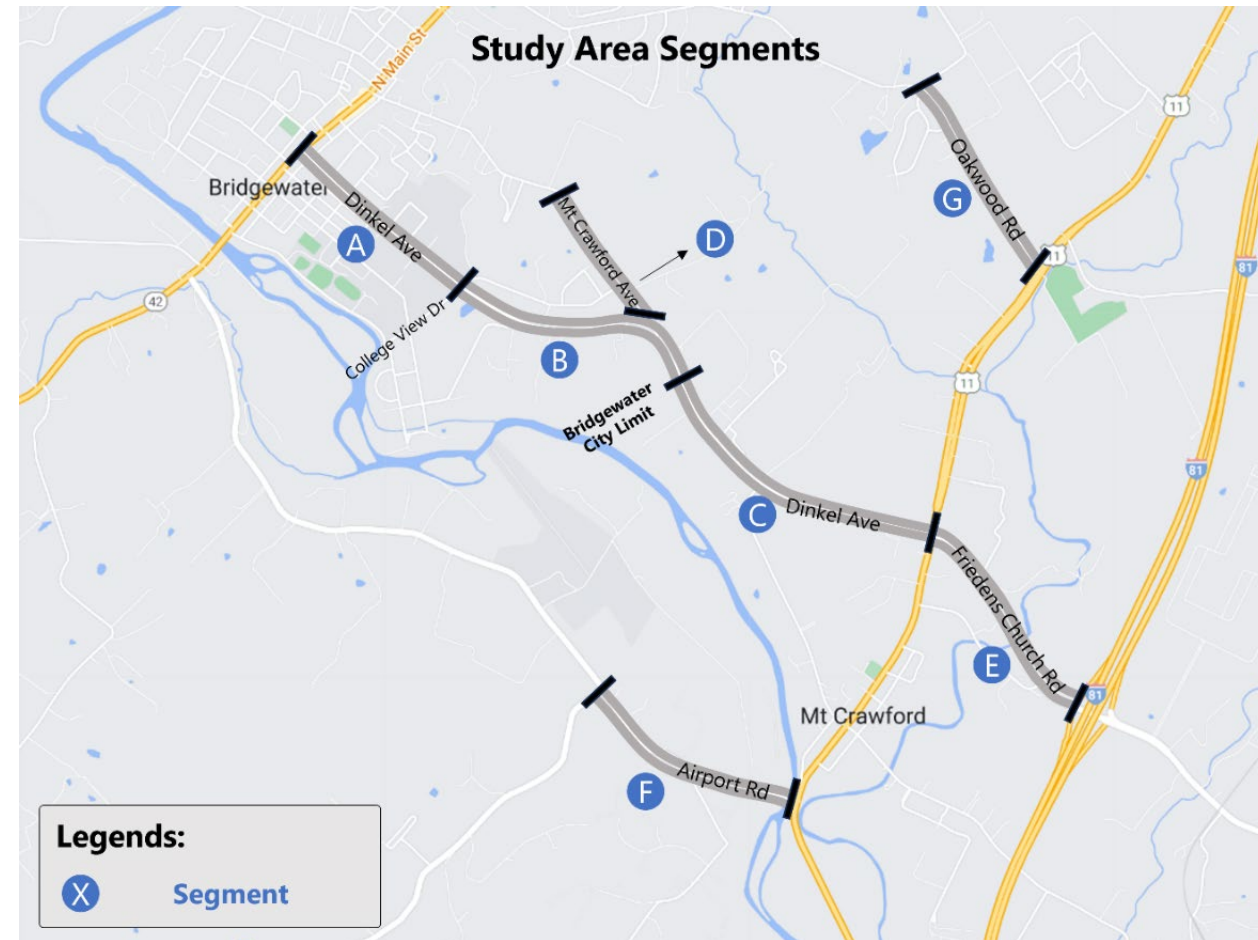 Study Area Segments
N Main St
11
Oakwood Rd
Bridgewater
Dinkel Ave
Mt Crawford Ave
G
A
D
11
81
College View Dr
42
B
Bridgewater
City Limit
11
81
C
Dinkel Ave
Friedens Church Rd
E
81
Mt Crawford
Airport Rd
F
Legends:
X Segment